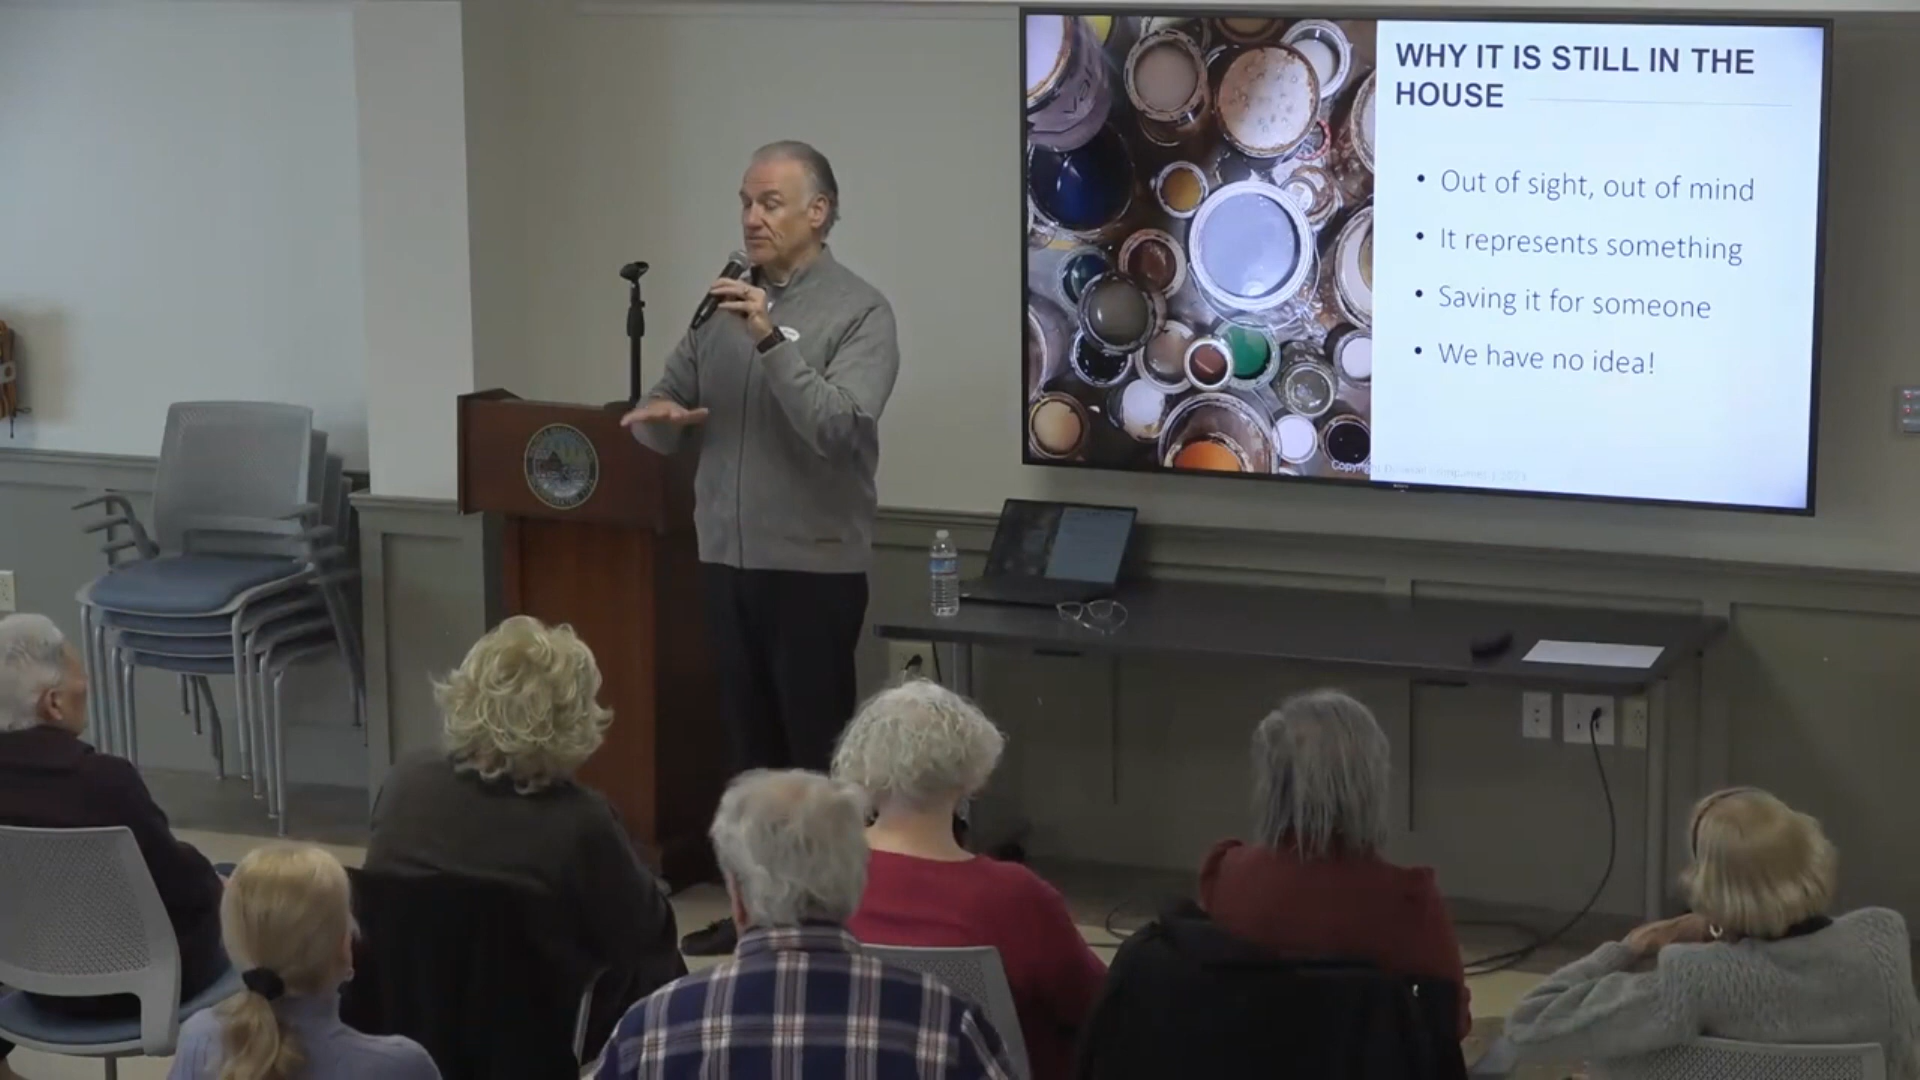 WHY IT IS STILL IN THE
HOUSE
• Out of sight, out of mind
• It represents something
• Saving it for someone
• We have no idea!